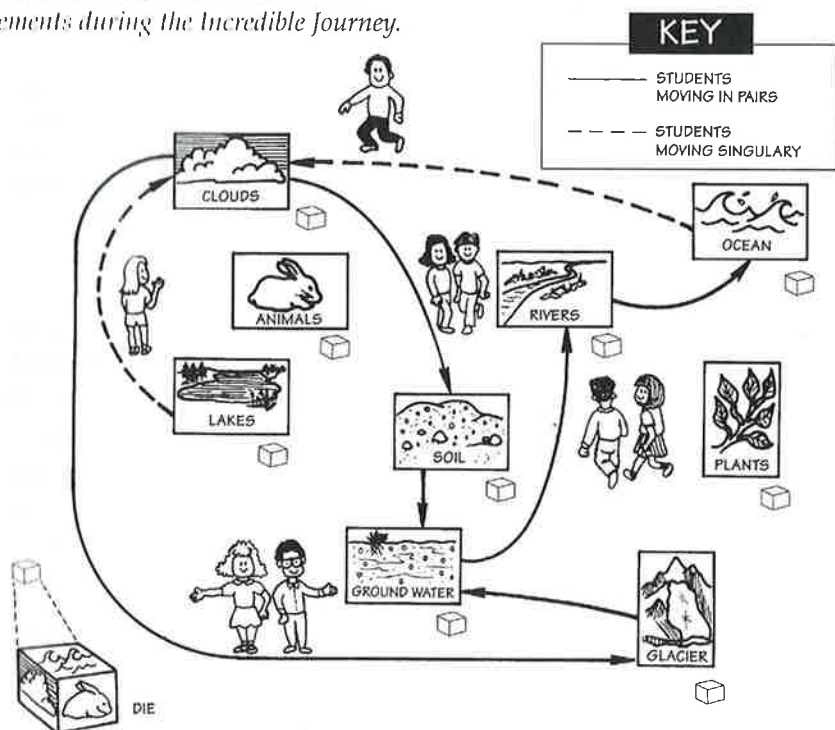 ements during the Incredible Journey.
KEY
STUDENTS
MOVING IN PAIRS
STUDENTS
MOVING SINGULARY
CLOUDS
OCEAN
ANIMALS
RIVERS
LAKES
SOIL
PLANTS
GROUND WATER
GLACIER
DIE